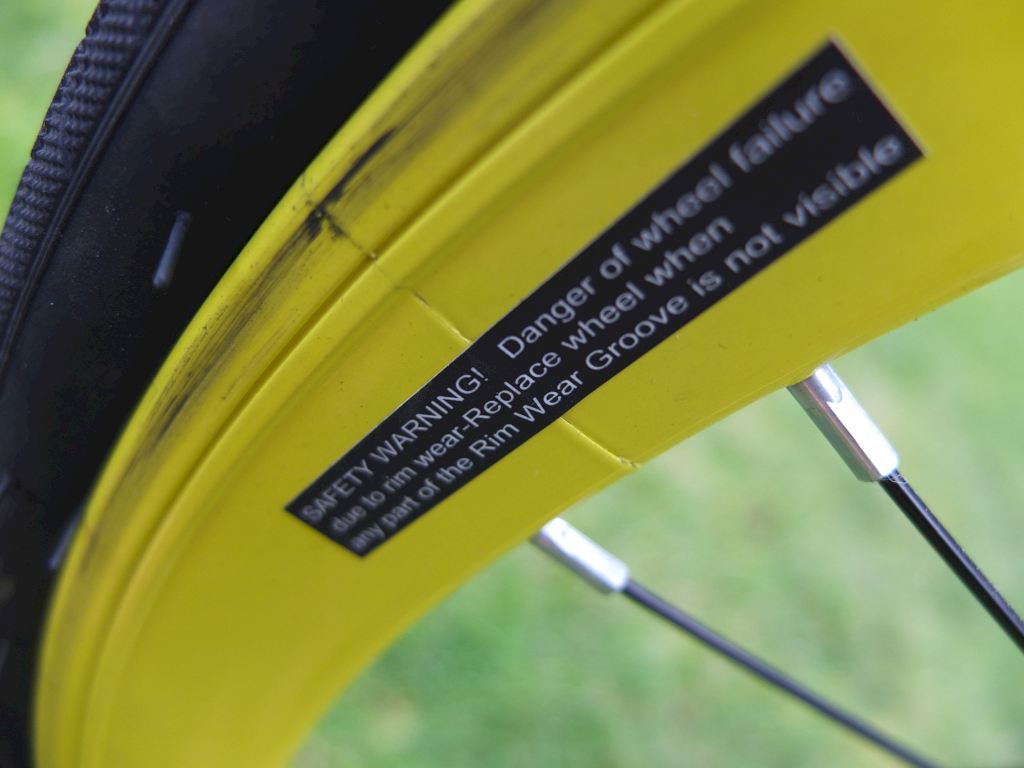 SAFETY WARNING! Danger of wheel failure
due to rim wear-Replace wheel when
any part of the Rim Wear Groove is not visible